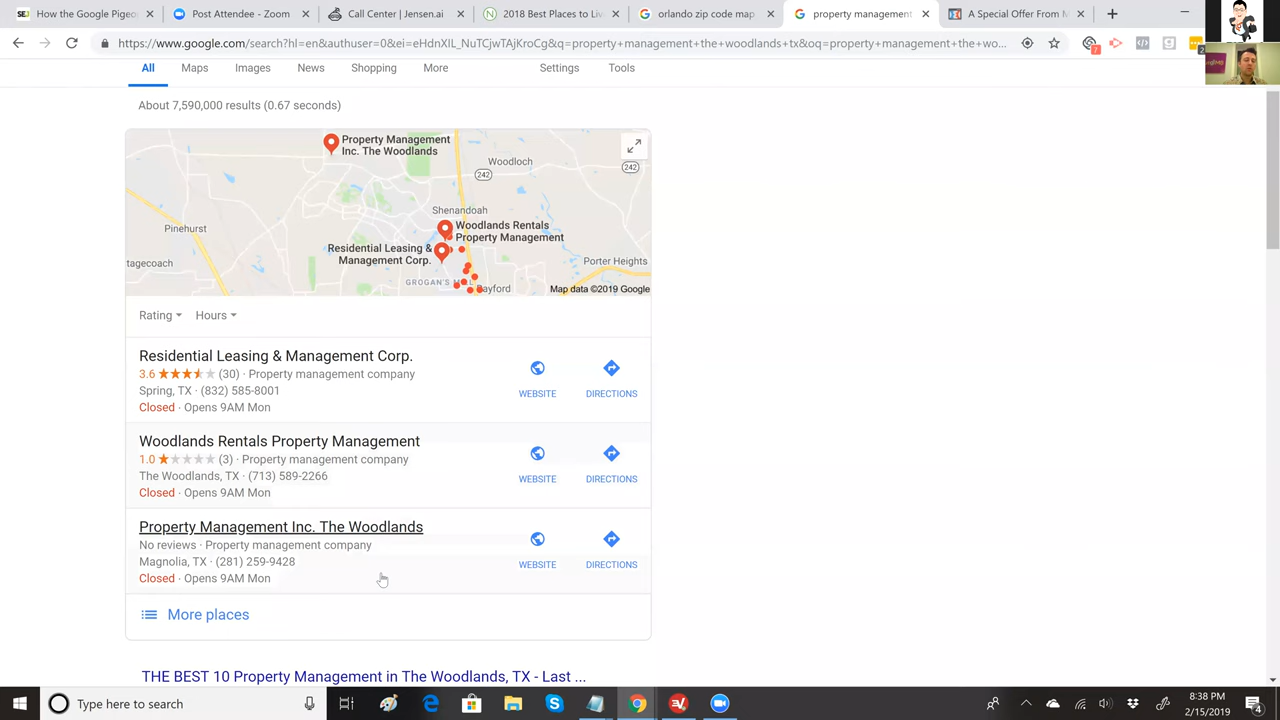 How the Google Pigeo
Post Attendee - Zoom
Call Center | Jensen.ai
2018 Best Places to Live
orlando zip code map
property management
A Special Offer From M
https://www.google.com/search?hl=en&authuser=0&ei=eHdnXIL_NuTCjwTAjKroCg&q=property+management+the+woodlands+tx&oq=property+management+the+wo...
All
Maps
Images
News
Shopping
More
Settings
Tools
About 7,590,000 results (0.67 seconds)
Property Management
Inc. The Woodlands
Woodloch
242
242
Shenandoah
Pinehurst
Woodlands Rentals
Property Management
Residential Leasing &
Management Corp.
tagecoach
Porter Heights
GROGAN'S MILL
Rayford
Map data ©2019 Google
Rating
Hours
Residential Leasing & Management Corp.
3.6 (30) · Property management company
Spring, TX · (832) 585-8001
Closed · Opens 9AM Mon
WEBSITE
DIRECTIONS
Woodlands Rentals Property Management
1.0 (3) · Property management company
The Woodlands, TX · (713) 589-2266
Closed · Opens 9AM Mon
WEBSITE
DIRECTIONS
Property Management Inc. The Woodlands
No reviews · Property management company
Magnolia, TX · (281) 259-9428
Closed · Opens 9AM Mon
WEBSITE
DIRECTIONS
More places
THE BEST 10 Property Management in The Woodlands, TX - Last ...
Type here to search
8:38 PM
2/15/2019
4